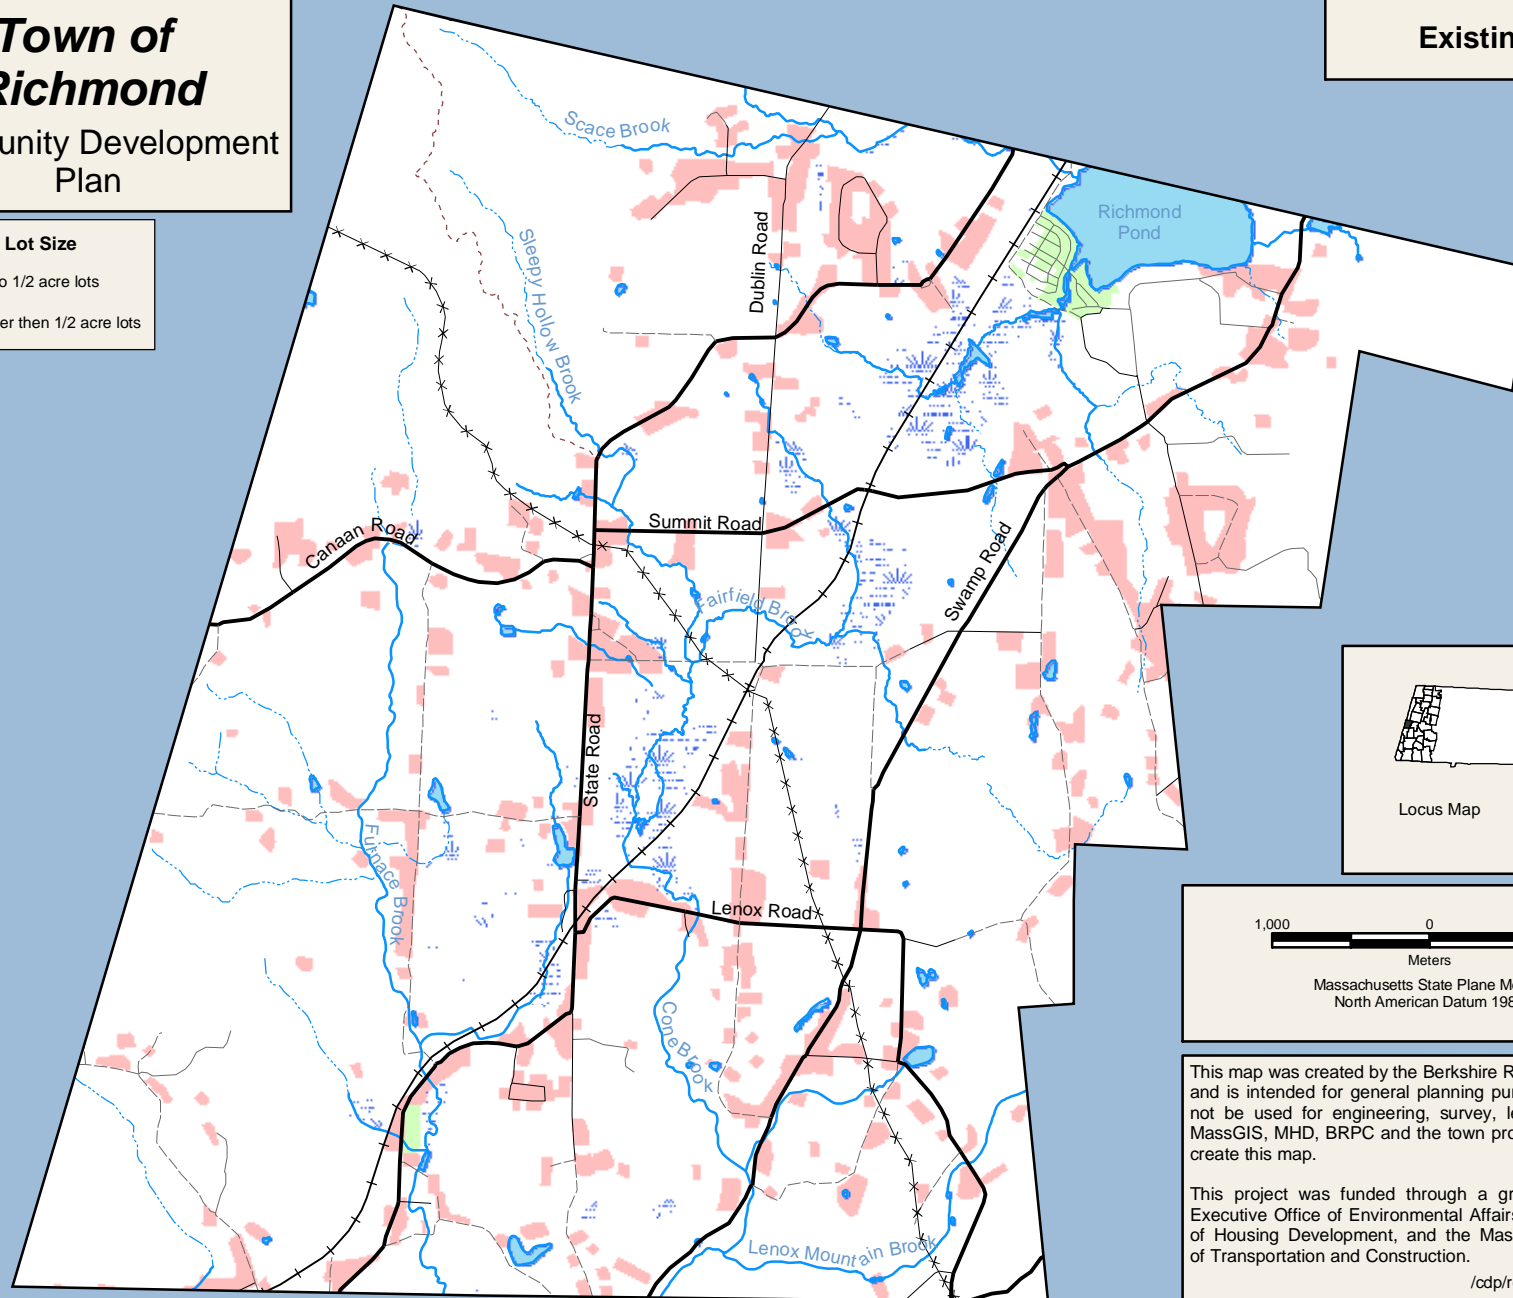 Town of
Richmond
unity Development
Plan
Existin
Lot Size
o 1/2 acre lots
er then 1/2 acre lots
Scace Brook
Richmond
Pond
Dublin Road
Sleepy Hollow Brook
Summit Road
Canaan Road
Swamp Road
Fairfield Brook
State Road
Locus Map
Furnace Brook
Lenox Road
1,000 0
Meters
Massachusetts State Plane Me
North American Datum 198
Cone Brook
This map was created by the Berkshire R
and is intended for general planning pur
not be used for engineering, survey, le
MassGIS, MHD, BRPC and the town pro
create this map.
This project was funded through a gr
Executive Office of Environmental Affairs
of Housing Development, and the Mas
of Transportation and Construction.
Lenox Mountain Brook
/cdp/r